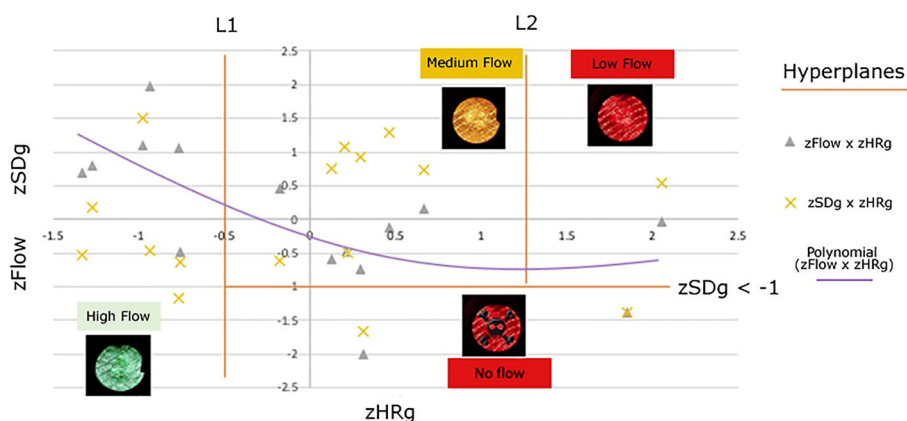 L1
L2
2.5
2
1.5
1
0.5
0
-0.5
-1
-1.5
-2
-2.5
-1.5
-1
-0.5
0.5
1
1.5
2
2.5
zSDg
zFlow
zHRg
Medium Flow
Low Flow
High Flow
No flow
zSDg < -1
Hyperplanes
zFlow x zHRg
zSDg x zHRg
Polynomial
(zFlow x zHRg)